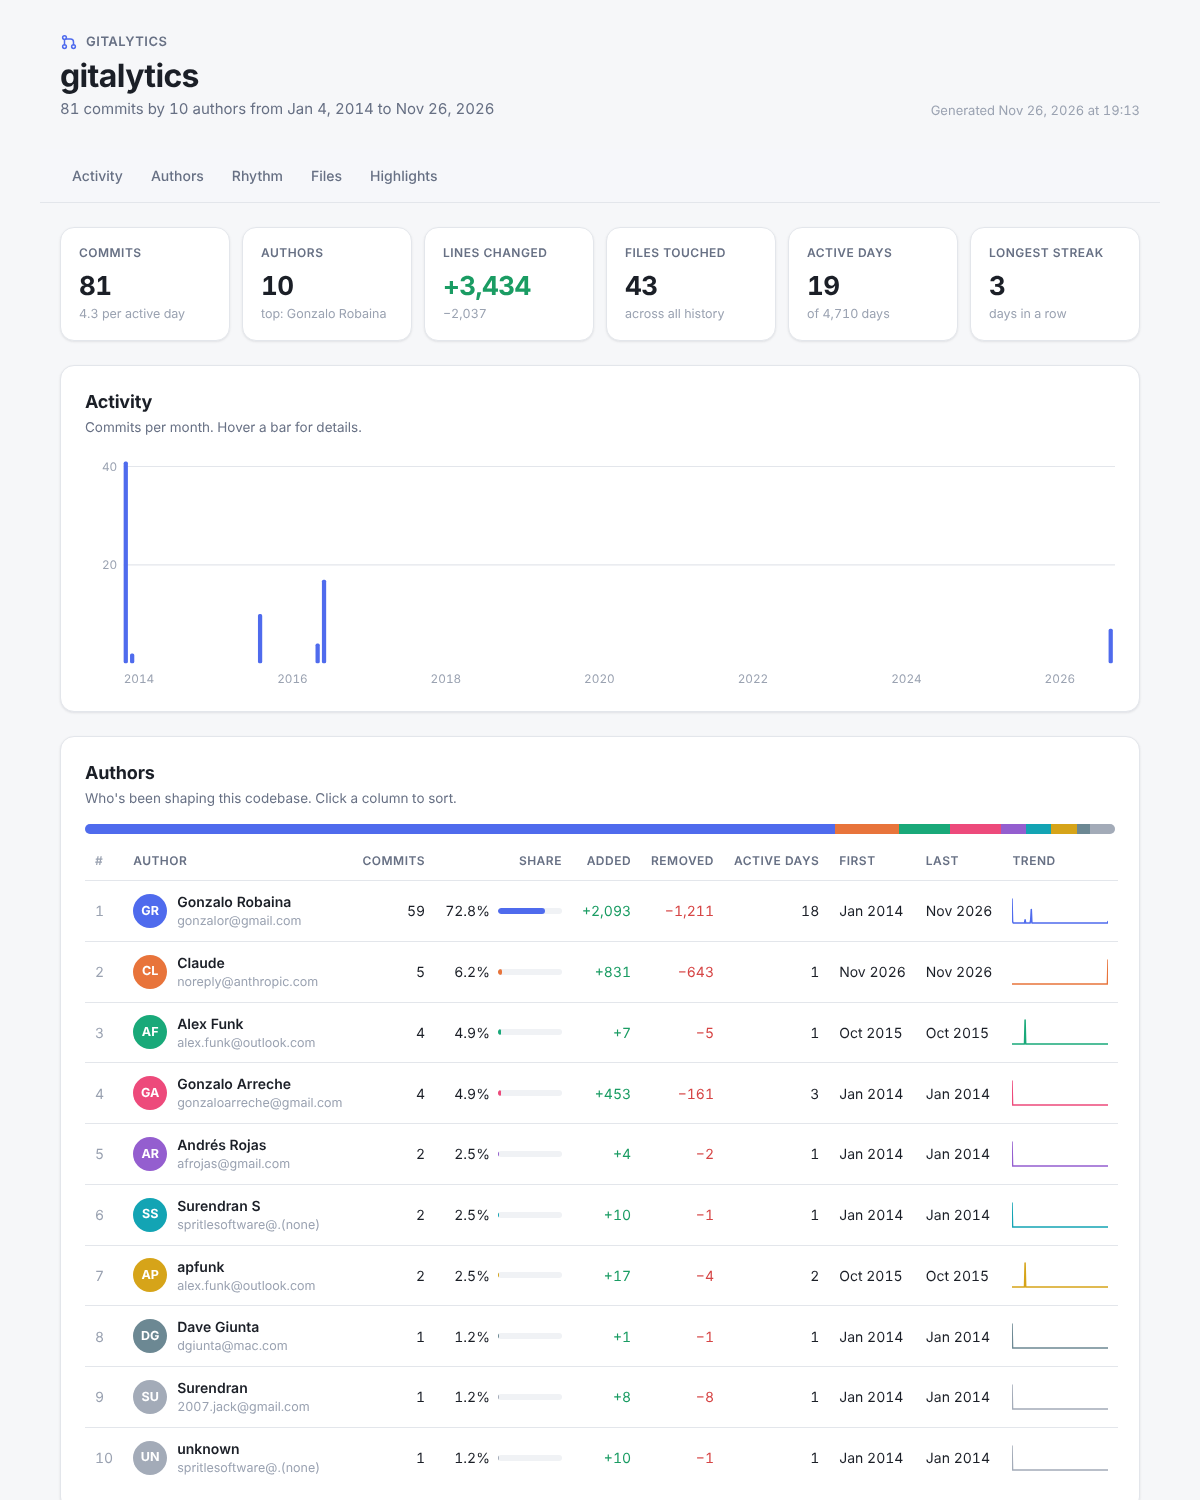 GITALYTICS
gitalytics
81 commits by 10 authors from Jan 4, 2014 to Nov 26, 2026
Generated Nov 26, 2026 at 19:13
Activity Authors Rhythm Files Highlights
COMMITS
81
4.3 per active day
AUTHORS
10
top: Gonzalo Robaina
LINES CHANGED
+3,434
−2,037
FILES TOUCHED
43
across all history
ACTIVE DAYS
19
of 4,710 days
LONGEST STREAK
3
days in a row
Activity
Commits per month. Hover a bar for details.
40
20
2014 2016 2018 2020 2022 2024 2026
Authors
Who's been shaping this codebase. Click a column to sort.
# AUTHOR COMMITS SHARE ADDED REMOVED ACTIVE DAYS FIRST LAST TREND
1 GR Gonzalo Robaina 59 72.8% +2,093 −1,211 18 Jan 2014 Nov 2026
gonzalor@gmail.com
2 CL Claude 5 6.2% +831 −643 1 Nov 2026 Nov 2026
noreply@anthropic.com
3 AF Alex Funk 4 4.9% +7 −5 1 Oct 2015 Oct 2015
alex.funk@outlook.com
4 GA Gonzalo Arreche 4 4.9% +453 −161 3 Jan 2014 Jan 2014
gonzaloarreche@gmail.com
5 AR Andrés Rojas 2 2.5% +4 −2 1 Jan 2014 Jan 2014
afrojas@gmail.com
6 SS Surendran S 2 2.5% +10 −1 1 Jan 2014 Jan 2014
spritlesoftware@.(none)
7 AP apfunk 2 2.5% +17 −4 2 Oct 2015 Oct 2015
alex.funk@outlook.com
8 DG Dave Giunta 1 1.2% +1 −1 1 Jan 2014 Jan 2014
dgiunta@mac.com
9 SU Surendran 1 1.2% +8 −8 1 Jan 2014 Jan 2014
2007.jack@gmail.com
10 UN unknown 1 1.2% +10 −1 1 Jan 2014 Jan 2014
spritlesoftware@.(none)